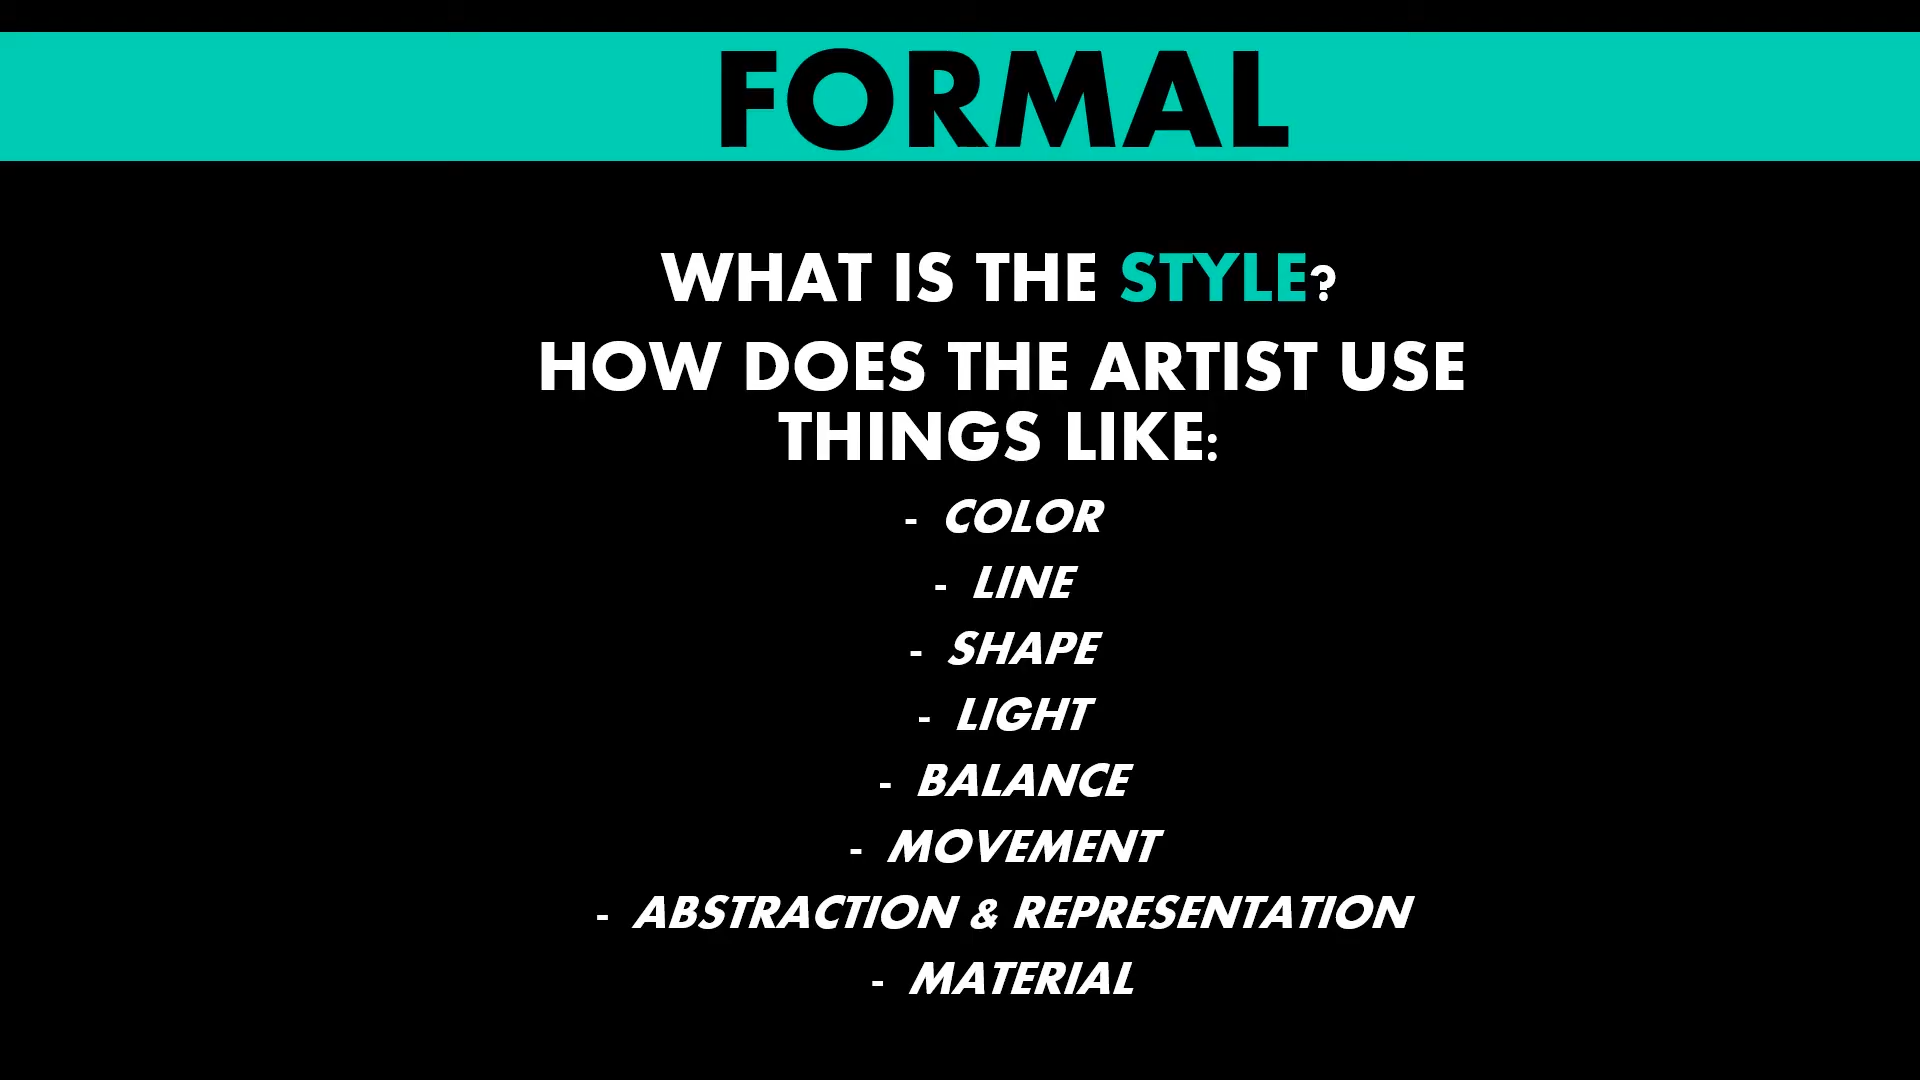 FORMAL
WHAT IS THE STYLE?
HOW DOES THE ARTIST USE
THINGS LIKE:
- COLOR
- LINE
- SHAPE
- LIGHT
- BALANCE
- MOVEMENT
- ABSTRACTION & REPRESENTATION
- MATERIAL